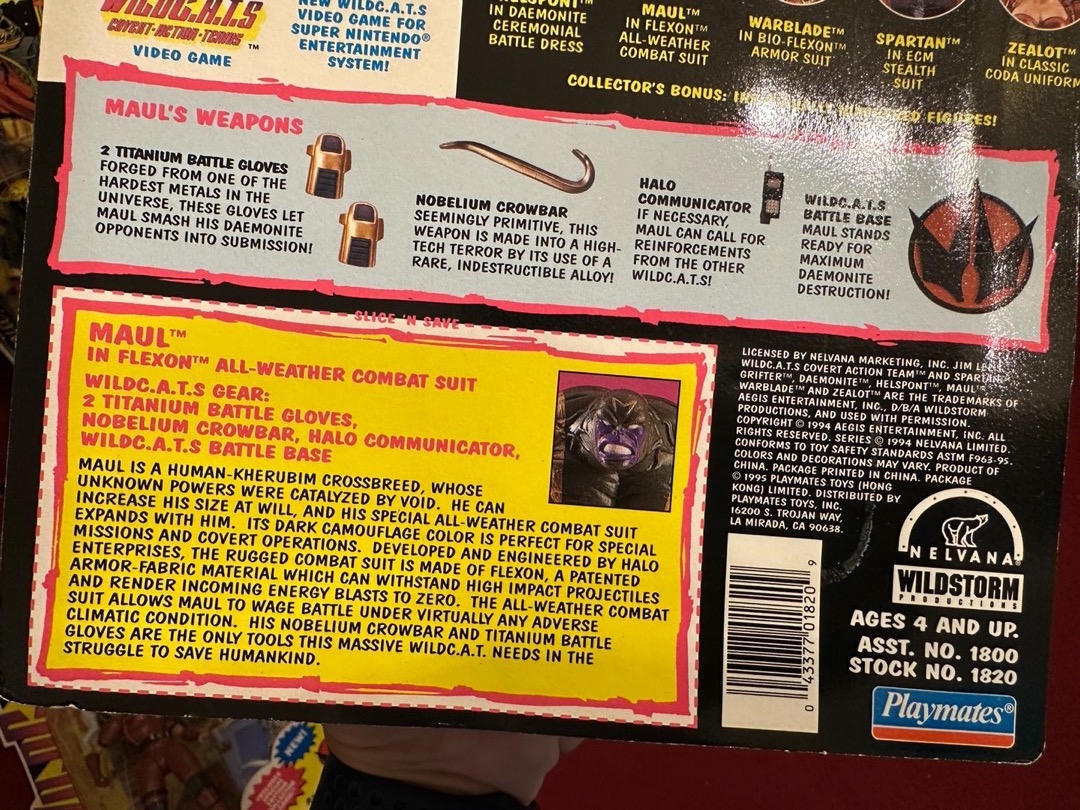 WILDC.A.T.S
COVERT-ACTION-TEAMS™
VIDEO GAME
NEW WILDC.A.T.S
VIDEO GAME FOR
SUPER NINTENDO®
ENTERTAINMENT
SYSTEM!
HELSPONT™
IN DAEMONITE
CEREMONIAL
BATTLE DRESS
MAUL™
IN FLEXON™
ALL-WEATHER
COMBAT SUIT
WARBLADE™
IN BIO-FLEXON™
ARMOR SUIT
SPARTAN™
IN ECM
STEALTH
SUIT
ZEALOT™
IN CLASSIC
CODA UNIFORM
COLLECTOR'S BONUS: FIGURES!
MAUL'S WEAPONS
2 TITANIUM BATTLE GLOVES
FORGED FROM ONE OF THE
HARDEST METALS IN THE
UNIVERSE, THESE GLOVES LET
MAUL SMASH HIS DAEMONITE
OPPONENTS INTO SUBMISSION!
NOBELIUM CROWBAR
SEEMINGLY PRIMITIVE, THIS
WEAPON IS MADE INTO A HIGH-
TECH TERROR BY ITS USE OF A
RARE, INDESTRUCTIBLE ALLOY!
HALO
COMMUNICATOR
IF NECESSARY,
MAUL CAN CALL FOR
REINFORCEMENTS
FROM THE OTHER
WILDC.A.T.S!
WILDC.A.T.S
BATTLE BASE
MAUL STANDS
READY FOR
MAXIMUM
DAEMONITE
DESTRUCTION!
SLICE 'N SAVE
MAUL™
IN FLEXON™ ALL-WEATHER COMBAT SUIT
WILDC.A.T.S GEAR:
2 TITANIUM BATTLE GLOVES,
NOBELIUM CROWBAR, HALO COMMUNICATOR,
WILDC.A.T.S BATTLE BASE
MAUL IS A HUMAN-KHERUBIM CROSSBREED, WHOSE
UNKNOWN POWERS WERE CATALYZED BY VOID. HE CAN
INCREASE HIS SIZE AT WILL, AND HIS SPECIAL ALL-WEATHER COMBAT SUIT
EXPANDS WITH HIM. ITS DARK CAMOUFLAGE COLOR IS PERFECT FOR SPECIAL
MISSIONS AND COVERT OPERATIONS. DEVELOPED AND ENGINEERED BY HALO
ENTERPRISES, THE RUGGED COMBAT SUIT IS MADE OF FLEXON, A PATENTED
ARMOR-FABRIC MATERIAL WHICH CAN WITHSTAND HIGH IMPACT PROJECTILES
AND RENDER INCOMING ENERGY BLASTS TO ZERO. THE ALL-WEATHER COMBAT
SUIT ALLOWS MAUL TO WAGE BATTLE UNDER VIRTUALLY ANY ADVERSE
CLIMATIC CONDITION. HIS NOBELIUM CROWBAR AND TITANIUM BATTLE
GLOVES ARE THE ONLY TOOLS THIS MASSIVE WILDC.A.T. NEEDS IN THE
STRUGGLE TO SAVE HUMANKIND.
LICENSED BY NELVANA MARKETING, INC. JIM
WILDC.A.T.S COVERT ACTION TEAM™ AND SPARTAN,
GRIFTER™, DAEMONITE™, HELSPONT™, MAUL™
WARBLADE™ AND ZEALOT™ ARE THE TRADEMARKS OF
AEGIS ENTERTAINMENT, INC., D/B/A WILDSTORM
PRODUCTIONS, AND USED WITH PERMISSION.
COPYRIGHT © 1994 AEGIS ENTERTAINMENT, INC. ALL
RIGHTS RESERVED. SERIES © 1994 NELVANA LIMITED.
CONFORMS TO TOY SAFETY STANDARDS ASTM F963-95.
COLORS AND DECORATIONS MAY VARY. PRODUCT OF
CHINA. PACKAGE PRINTED IN CHINA. PACKAGE
© 1995 PLAYMATES TOYS (HONG
KONG) LIMITED. DISTRIBUTED BY
PLAYMATES TOYS, INC.
16200 S. TROJAN WAY,
LA MIRADA, CA 90638.
0 43377 01820 9
NELVANA®
WILDSTORM
PRODUCTIONS
AGES 4 AND UP.
ASST. NO. 1800
STOCK NO. 1820
Playmates®
NEW!